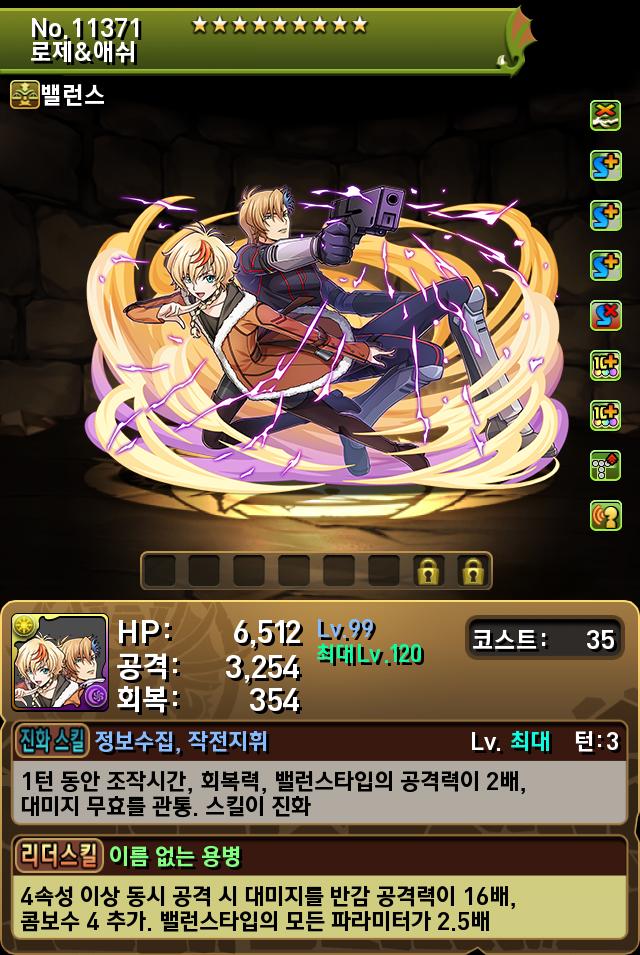 No.11371
로제&애쉬
밸런스
HP: 6,512 Lv.99
공격: 3,254 최대Lv.120
회복: 354
코스트: 35
진화 스킬 정보수집, 작전지휘 Lv. 최대 턴:3
1턴 동안 조작시간, 회복력, 밸런스타입의 공격력이 2배,
대미지 무효를 관통. 스킬이 진화
리더스킬 이름 없는 용병
4속성 이상 동시 공격 시 대미지를 반감 공격력이 16배,
콤보수 4 추가. 밸런스타입의 모든 파라미터가 2.5배